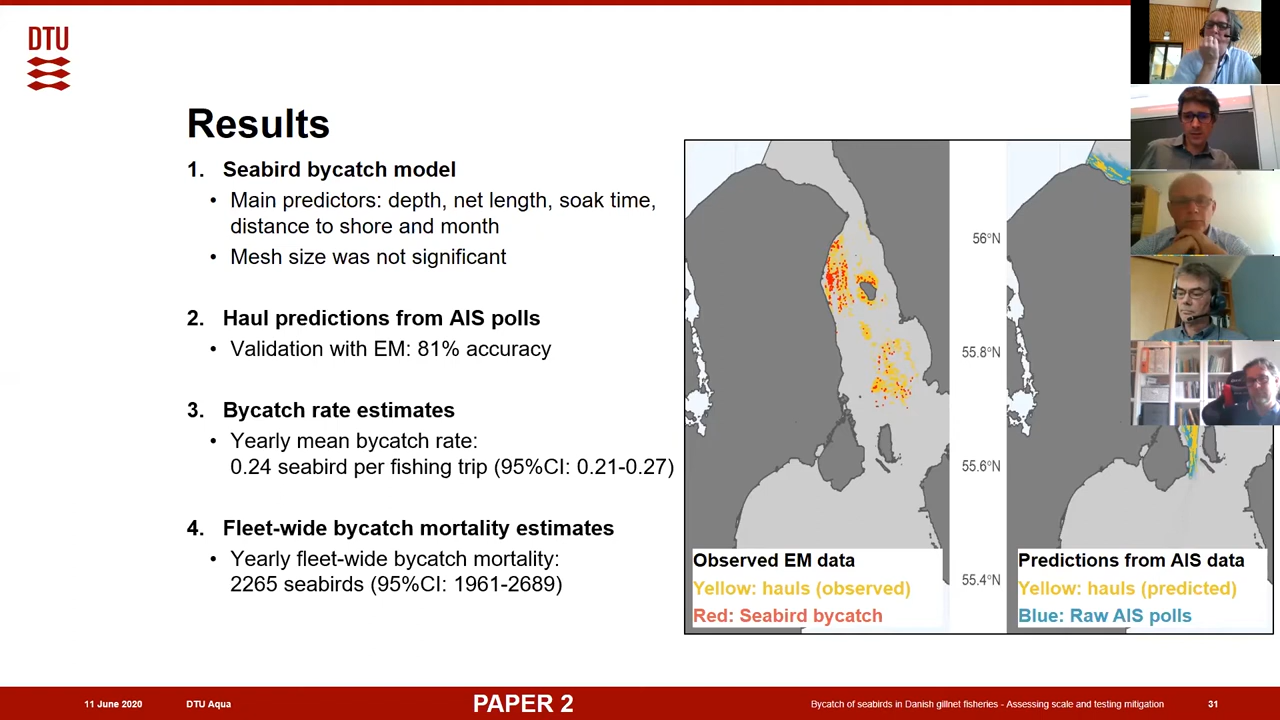 DTU
Results
1. Seabird bycatch model
• Main predictors: depth, net length, soak time,
distance to shore and month
• Mesh size was not significant
2. Haul predictions from AIS polls
• Validation with EM: 81% accuracy
3. Bycatch rate estimates
• Yearly mean bycatch rate:
0.24 seabird per fishing trip (95%CI: 0.21-0.27)
4. Fleet-wide bycatch mortality estimates
• Yearly fleet-wide bycatch mortality:
2265 seabirds (95%CI: 1961-2689)
56°N
55.8°N
55.6°N
55.4°N
Observed EM data
Yellow: hauls (observed)
Red: Seabird bycatch
Predictions from AIS data
Yellow: hauls (predicted)
Blue: Raw AIS polls
11 June 2020
DTU Aqua
PAPER 2
Bycatch of seabirds in Danish gillnet fisheries - Assessing scale and testing mitigation
31